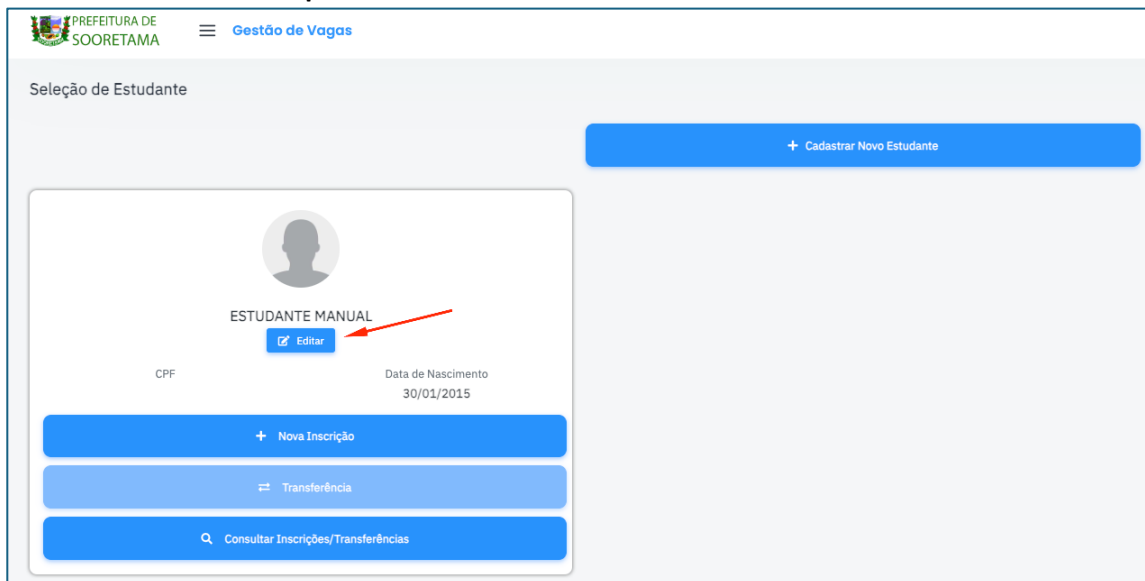 PREFEITURA DE
SOORETAMA
Gestão de Vagas
Seleção de Estudante
+ Cadastrar Novo Estudante
ESTUDANTE MANUAL
Editar
CPF Data de Nascimento
30/01/2015
+ Nova Inscrição
Transferência
Consultar Inscrições/Transferências